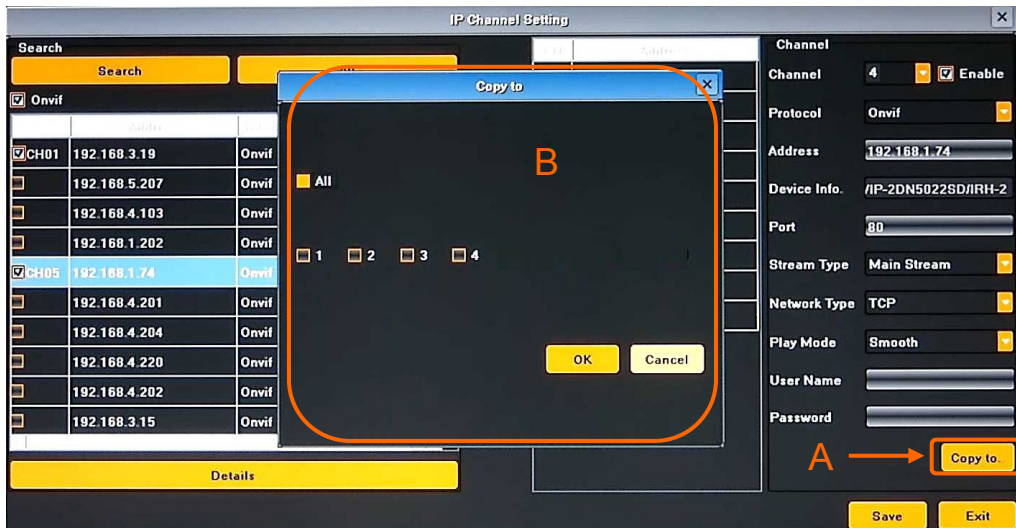 IP Channel Setting
Search
Search
Onvif
CH01 192.168.3.19 Onvif
192.168.5.207 Onvif
192.168.4.103 Onvif
192.168.1.202 Onvif
CH05 192.168.1.74 Onvif
192.168.4.201 Onvif
192.168.4.204 Onvif
192.168.4.220 Onvif
192.168.4.202 Onvif
192.168.3.15 Onvif
Details
Copy to
B
All
1 2 3 4
OK Cancel
Channel
Channel 4 Enable
Protocol Onvif
Address 192.168.1.74
Device Info. /IP-2DN5022SD/IRH-2
Port 80
Stream Type Main Stream
Network Type TCP
Play Mode Smooth
User Name
Password
A
Copy to..
Save Exit